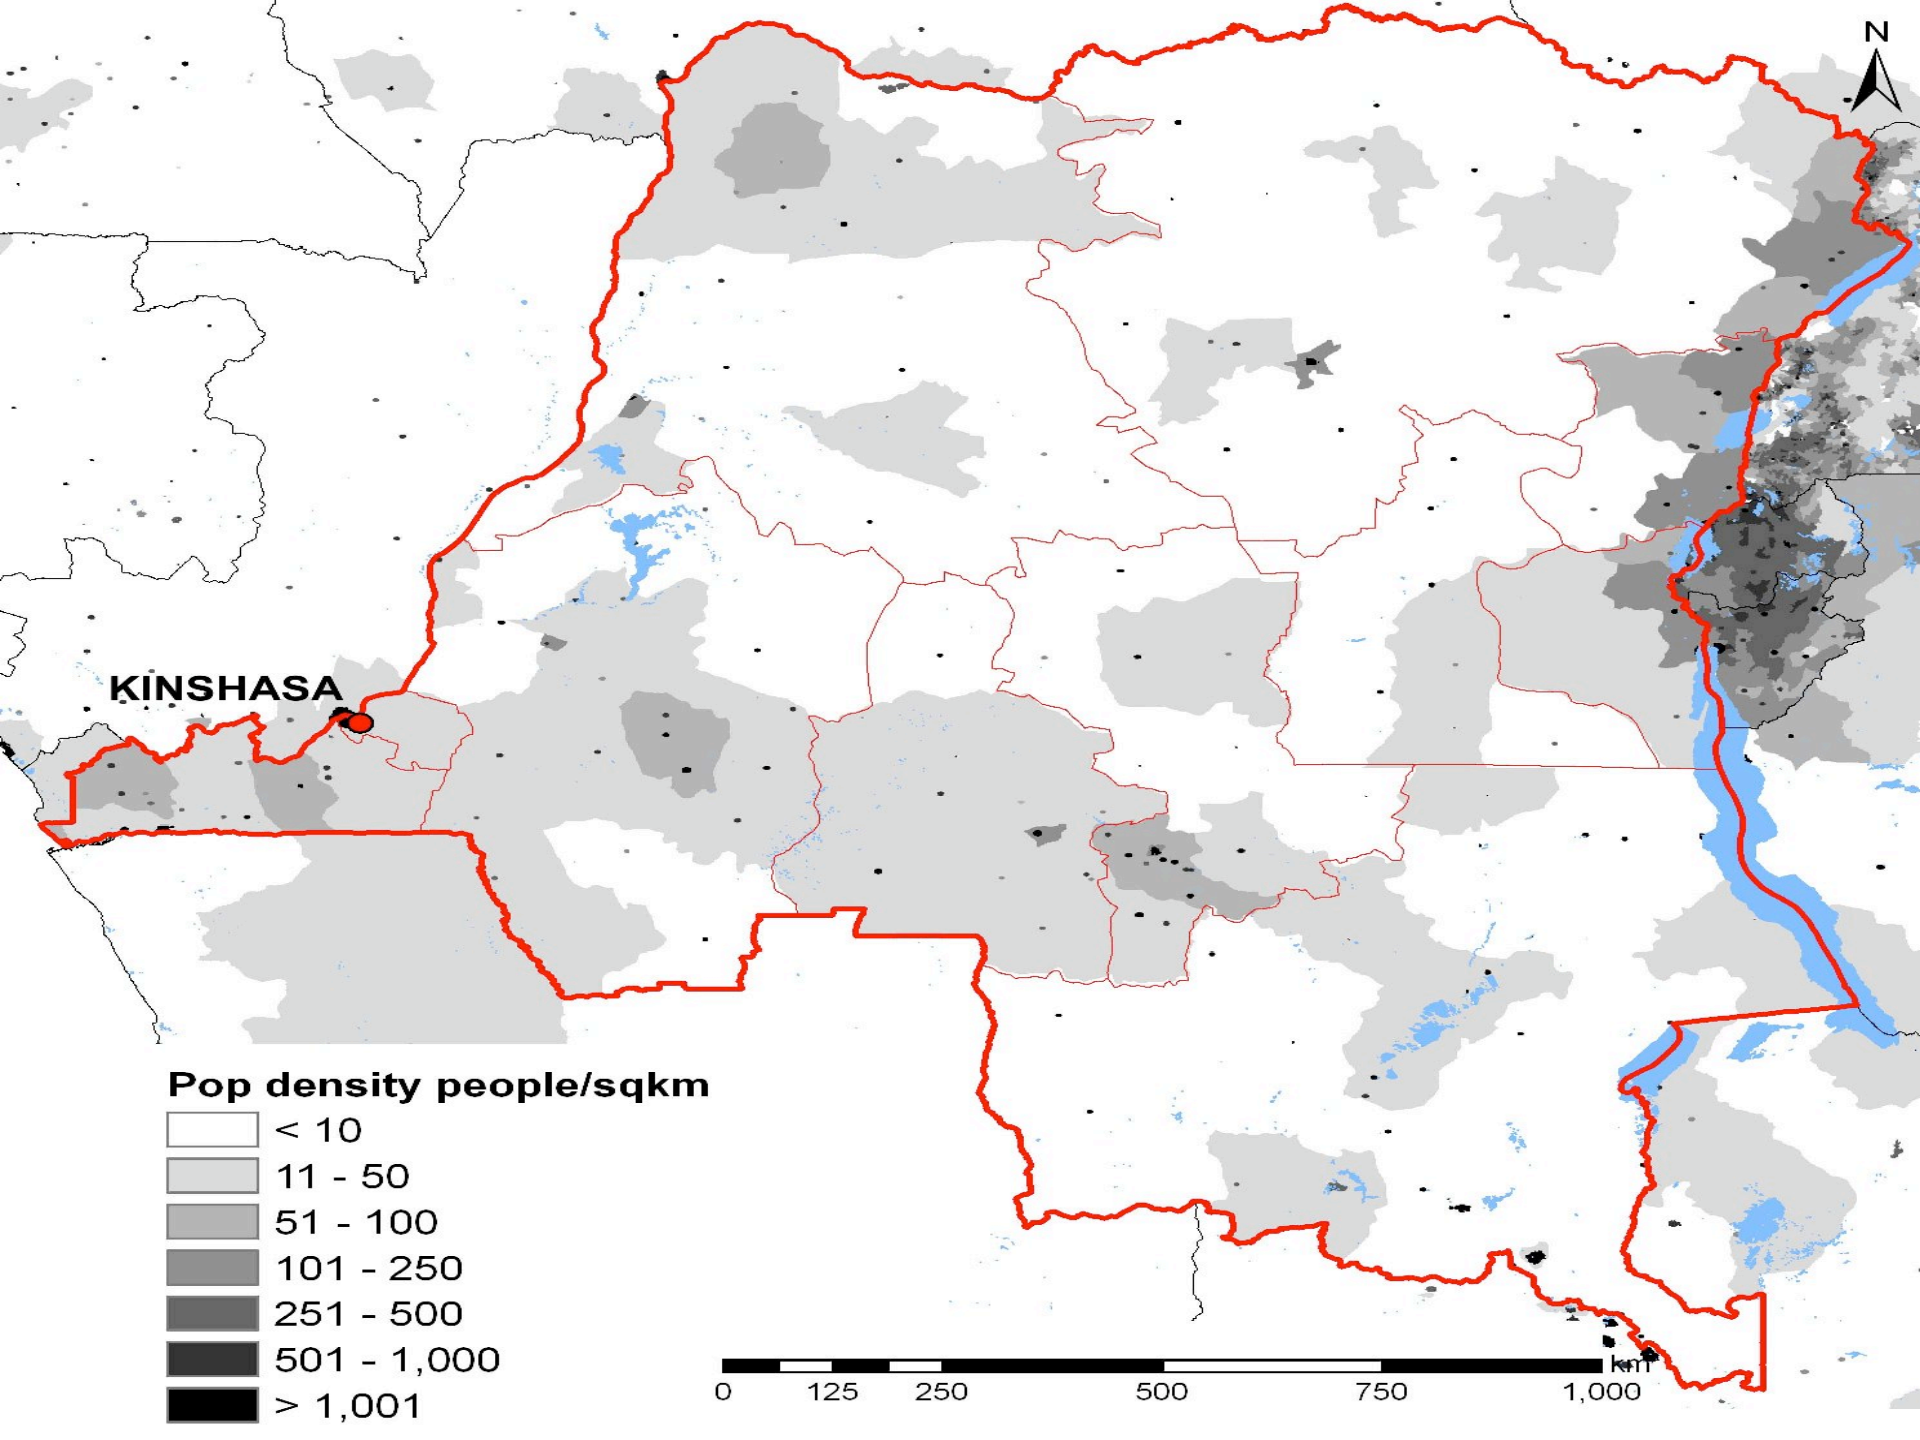 N
KINSHASA
Pop density people/sqkm
< 10
11 - 50
51 - 100
101 - 250
251 - 500
501 - 1,000
> 1,001
km
0 125 250 500 750 1,000